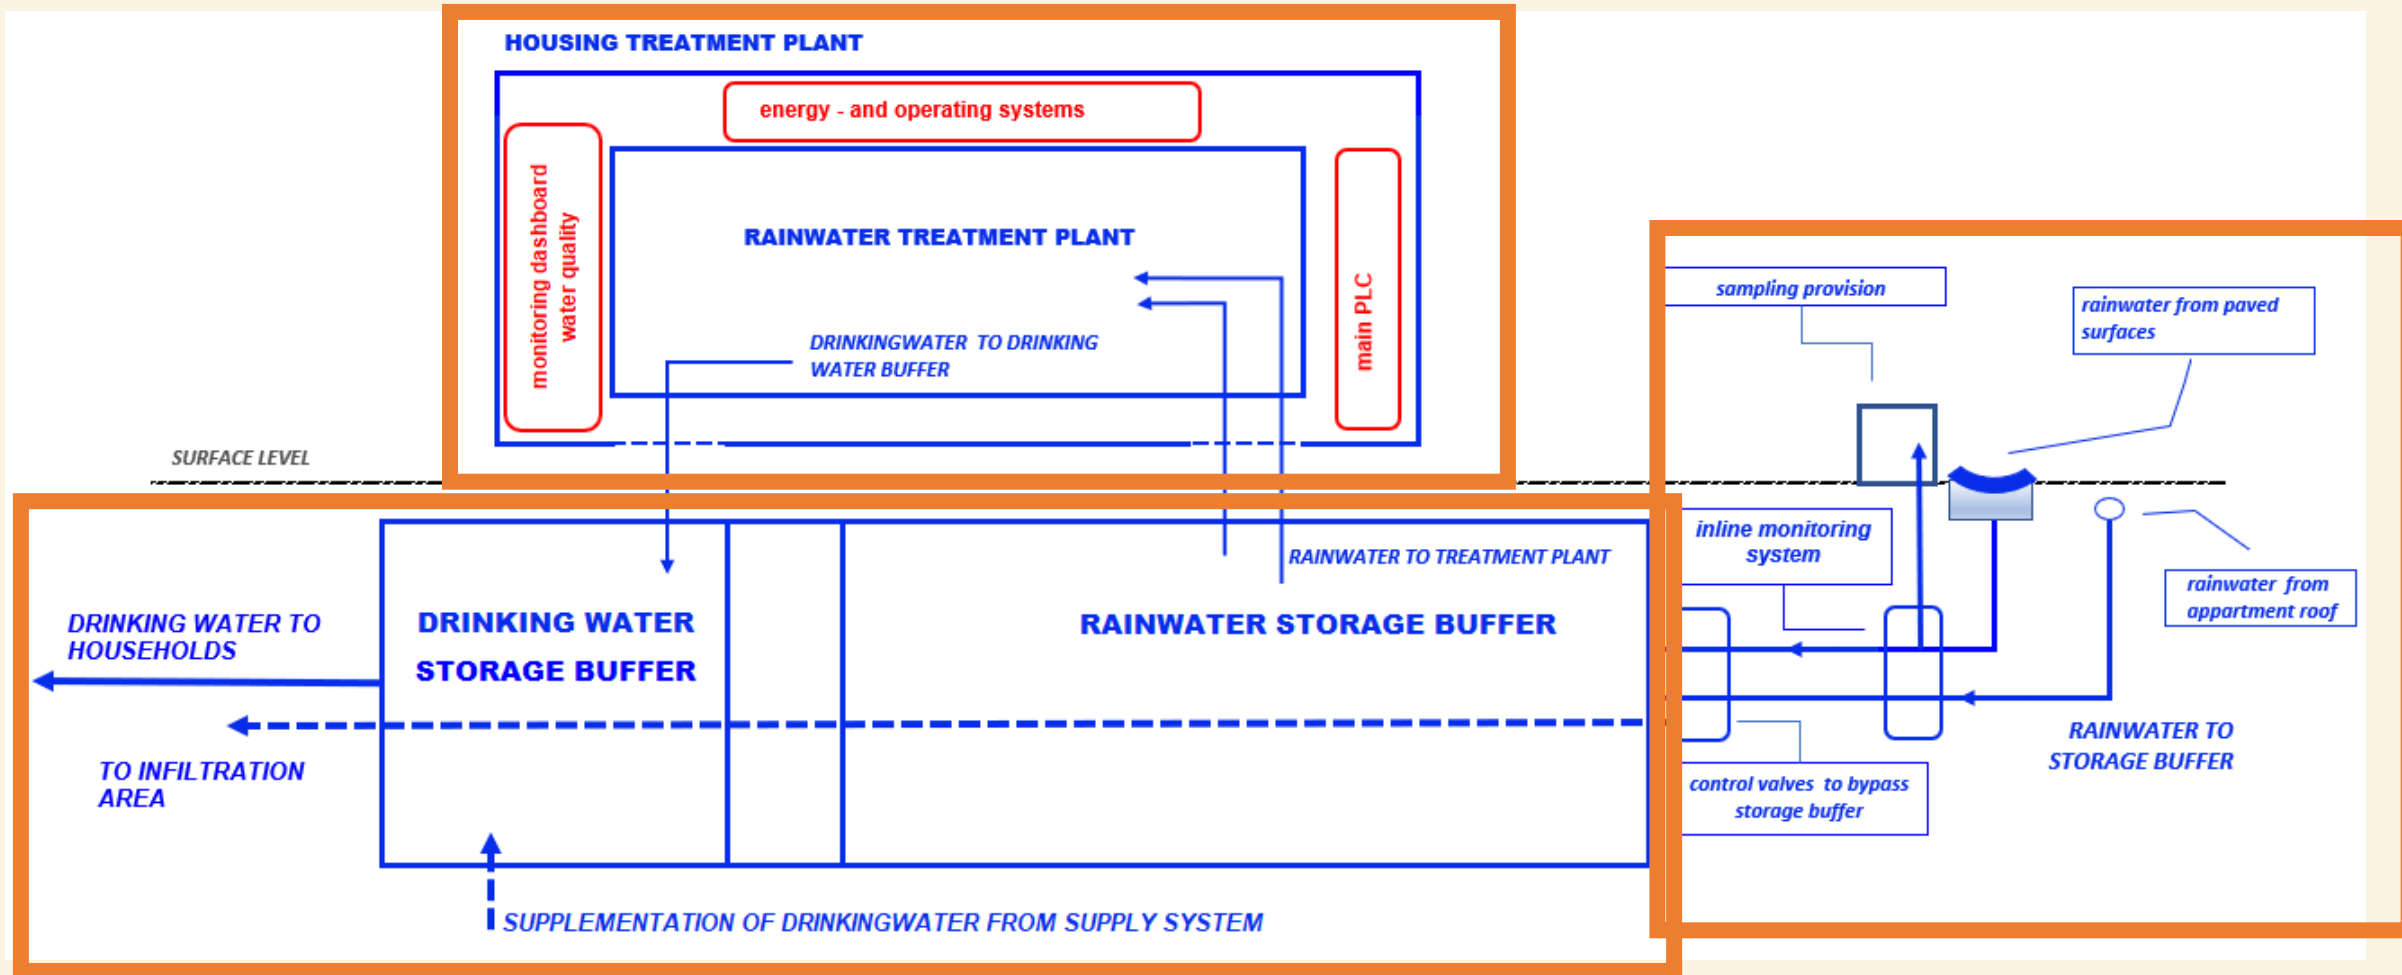 HOUSING TREATMENT PLANT
energy - and operating systems
monitoring dashboard
water quality
RAINWATER TREATMENT PLANT
main PLC
DRINKINGWATER TO DRINKING
WATER BUFFER
SURFACE LEVEL
sampling provision
rainwater from paved
surfaces
inline monitoring
system
rainwater from
appartment roof
RAINWATER TO TREATMENT PLANT
DRINKING WATER TO
HOUSEHOLDS
DRINKING WATER
STORAGE BUFFER
RAINWATER STORAGE BUFFER
TO INFILTRATION
AREA
RAINWATER TO
STORAGE BUFFER
control valves to bypass
storage buffer
SUPPLEMENTATION OF DRINKINGWATER FROM SUPPLY SYSTEM